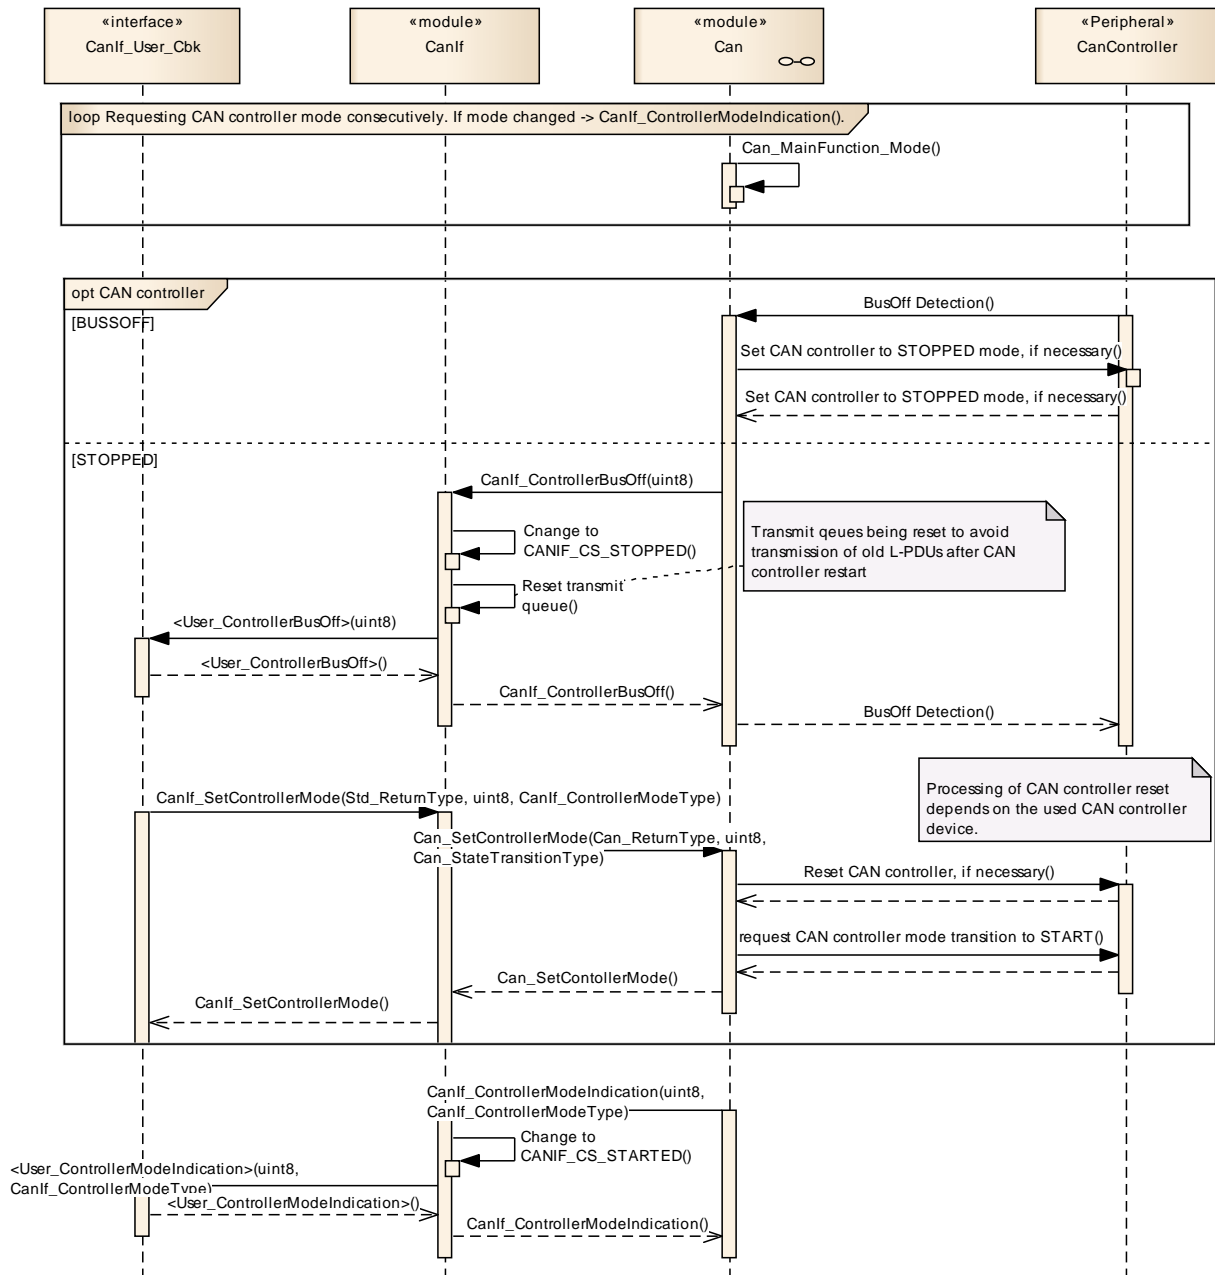 «interface»
CanIf_User_Cbk
«module»
CanIf
«module»
Can
«Peripheral»
CanController
loop Requesting CAN controller mode consecutively. If mode changed -> CanIf_ControllerModeIndication().
Can_MainFunction_Mode()
opt CAN controller
[BUSSOFF]
BusOff Detection()
Set CAN controller to STOPPED mode, if necessary()
Set CAN controller to STOPPED mode, if necessary()
[STOPPED]
CanIf_ControllerBusOff(uint8)
Cnange to
CANIF_CS_STOPPED()
Transmit qeues being reset to avoid
transmission of old L-PDUs after CAN
controller restart
Reset transmit
queue()
<User_ControllerBusOff>(uint8)
<User_ControllerBusOff>()
CanIf_ControllerBusOff()
BusOff Detection()
Processing of CAN controller reset
depends on the used CAN controller
device.
CanIf_SetControllerMode(Std_ReturnType, uint8, CanIf_ControllerModeType)
Can_SetControllerMode(Can_ReturnType, uint8,
Can_StateTransitionType)
Reset CAN controller, if necessary()
request CAN controller mode transition to START()
Can_SetContollerMode()
CanIf_SetControllerMode()
CanIf_ControllerModeIndication(uint8,
CanIf_ControllerModeType)
Change to
CANIF_CS_STARTED()
<User_ControllerModeIndication>(uint8,
CanIf_ControllerModeType)
<User_ControllerModeIndication>()
CanIf_ControllerModeIndication()